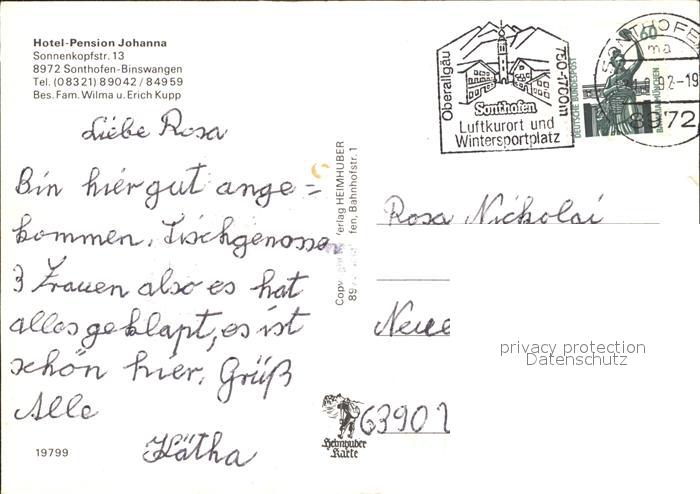 Hotel-Pension Johanna
Sonnenkopfstr. 13
8972 Sonthofen-Binswangen
Tel. (08321) 89042 / 84959
Bes. Fam. Wilma u. Erich Kupp
Liebe Rosa
Bin hier gut ange =
kommen. Tischgenossen
3 Frauen also es hat
alles geklapt, es ist
schön hier. Grüß
Alle
Kätha
19799
Verlag HEIMHUBER
Bahnhofstr. 1
Heimhuber
Karte
Oberallgäu
750-1700m
Sonthofen
Luftkurort und
Wintersportplatz
60
DEUTSCHE BUNDESPOST
SONTHOFEN
8972
Rosa Nickolai
Neue
privacy protection
Datenschutz
63902